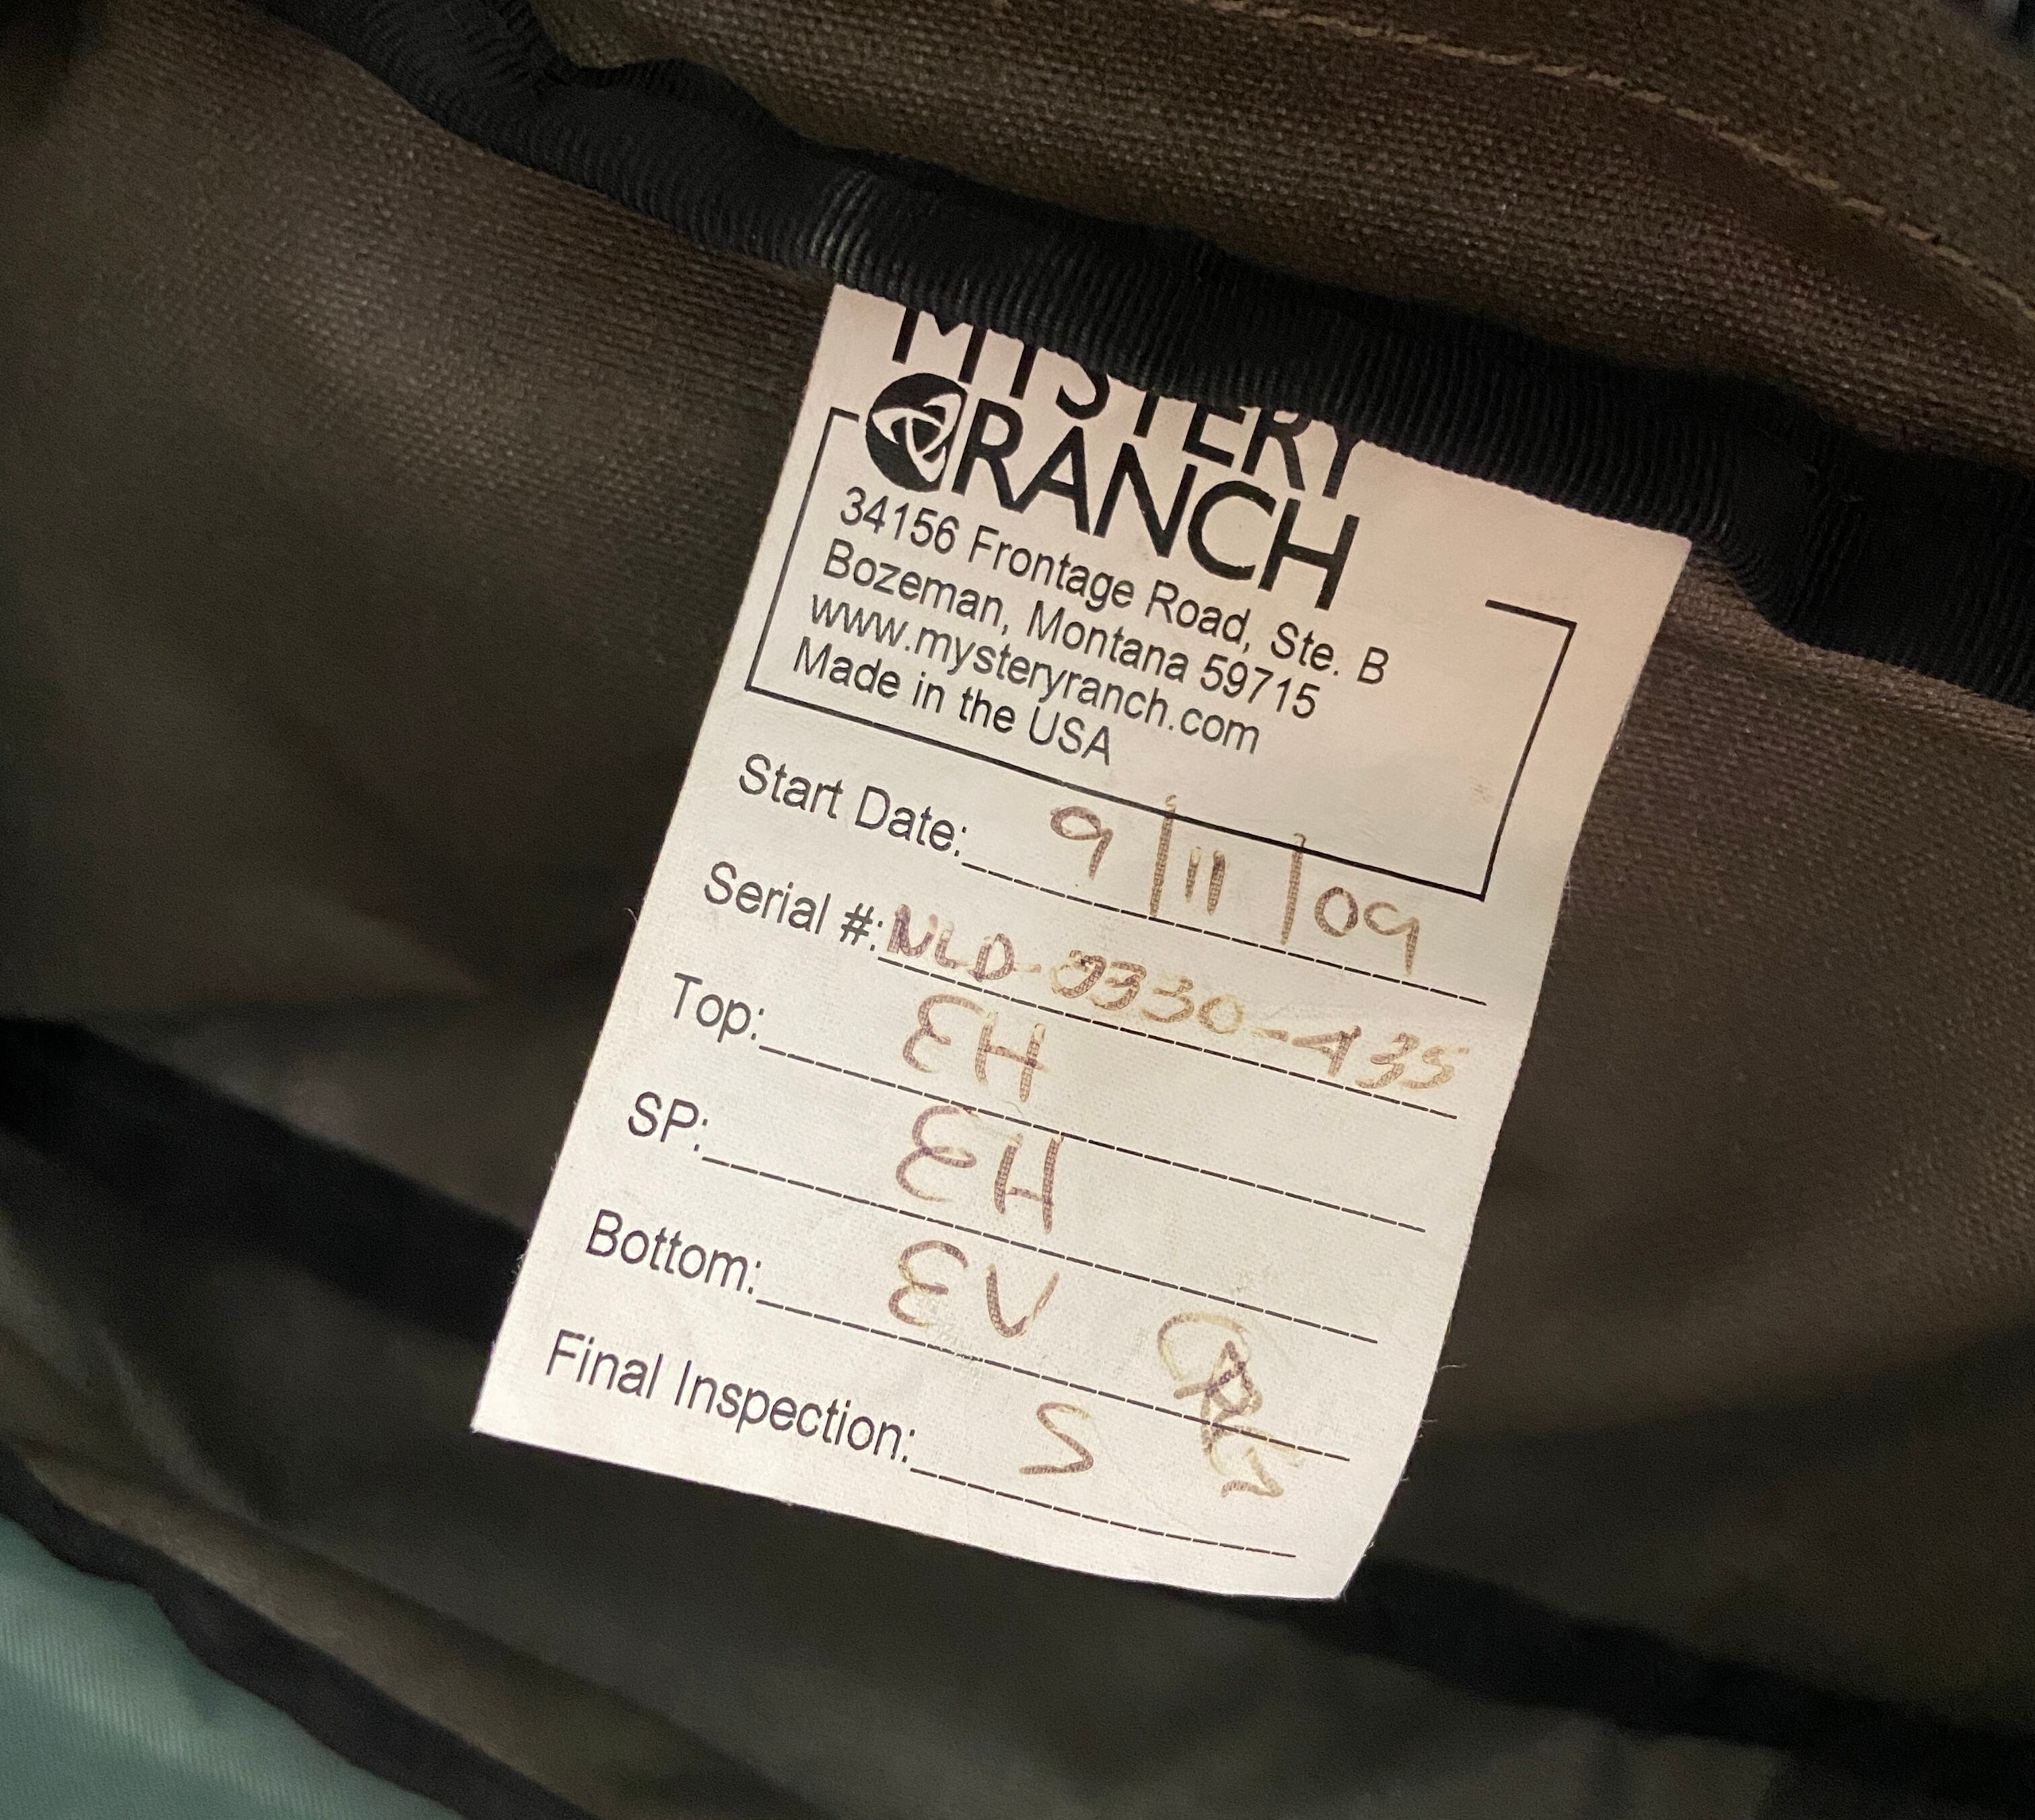 MYSTERY
RANCH
34156 Frontage Road, Ste. B
Bozeman, Montana 59715
www.mysteryranch.com
Made in the USA
Start Date: 9/11/09
Serial #:
Top: EH
SP: EH
Bottom: EV
Final Inspection: S